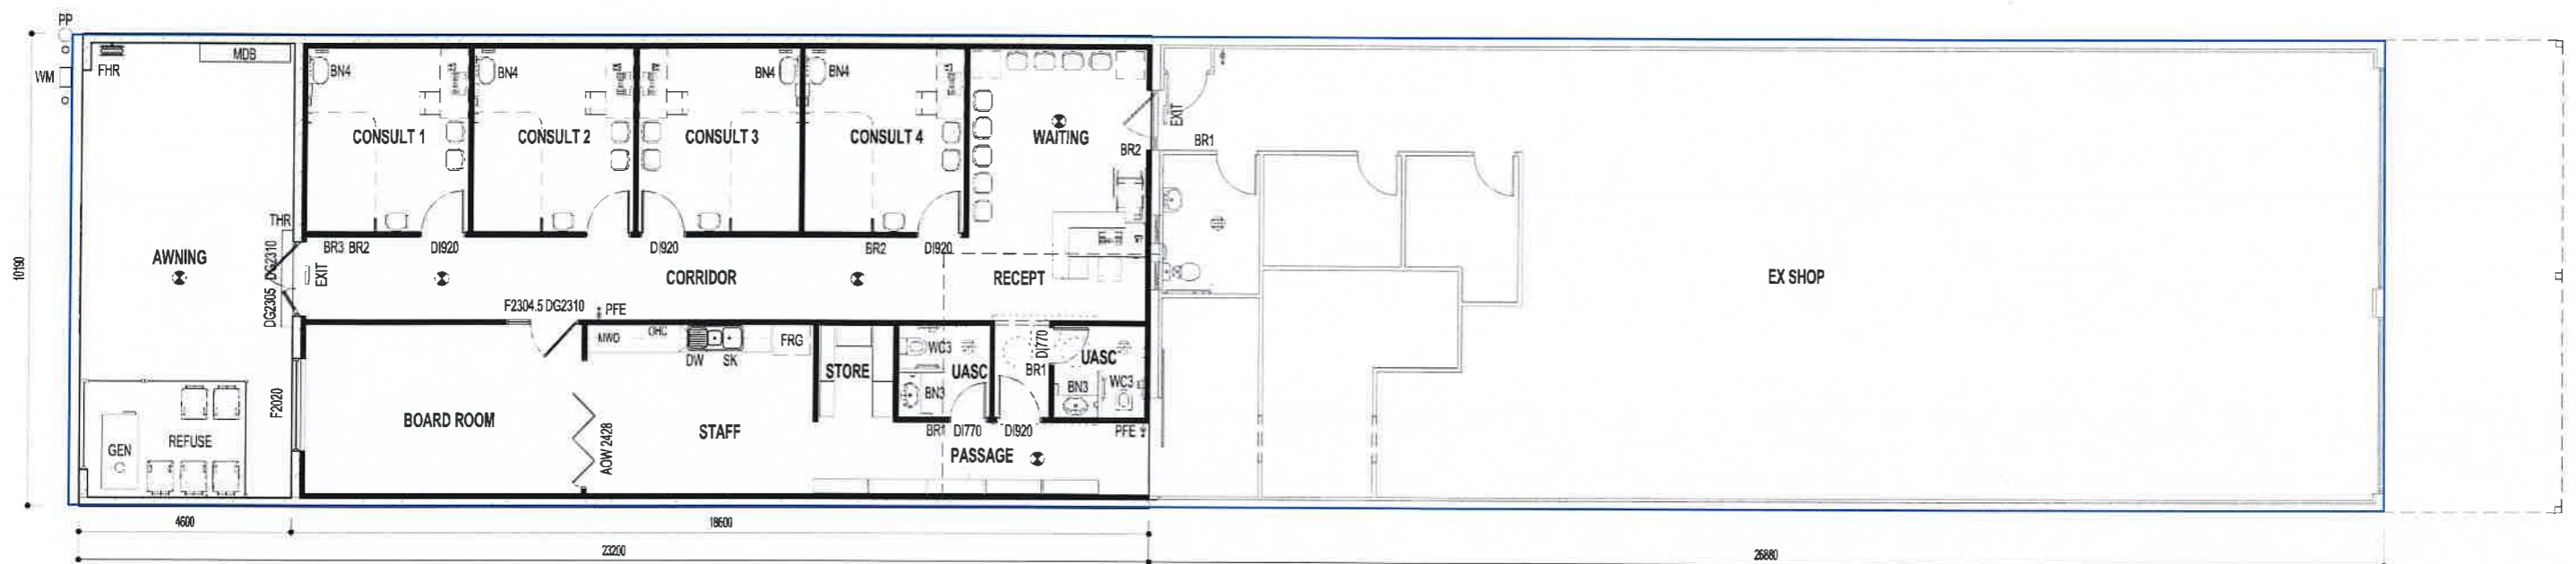 PP
WM
FHR
MDB
BN4
BN4
BN4
BN4
CONSULT 1
CONSULT 2
CONSULT 3
CONSULT 4
WAITING
EXIT
BR1
BR2
THR
BR3 BR2
DI920
DI920
BR2
DI920
DG2310
AWNING
EXIT
CORRIDOR
RECEPT
EX SHOP
10190
DG2305
F2304.5 DG2310
PFE
MWO
OHC
DW
SK
FRG
STORE
WC3
UASC
BN3
DI770
BR1
UASC
BN3
WC3
F2020
BOARD ROOM
STAFF
AOW 2428
BR1
DI770
DI920
PFE
PASSAGE
GEN
REFUSE
4600
18600
23200
26880